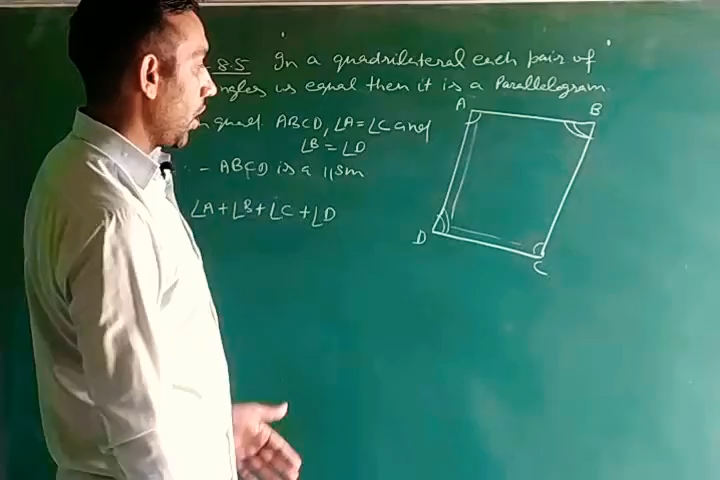 8.5 In a quadrilateral each pair of
ngles is equal then it is a Parallelogram.
n quad. ABCD, ∠A = ∠C and
∠B = ∠D
- ABCD is a ||gm
∠A + ∠B + ∠C + ∠D
A
B
D
C